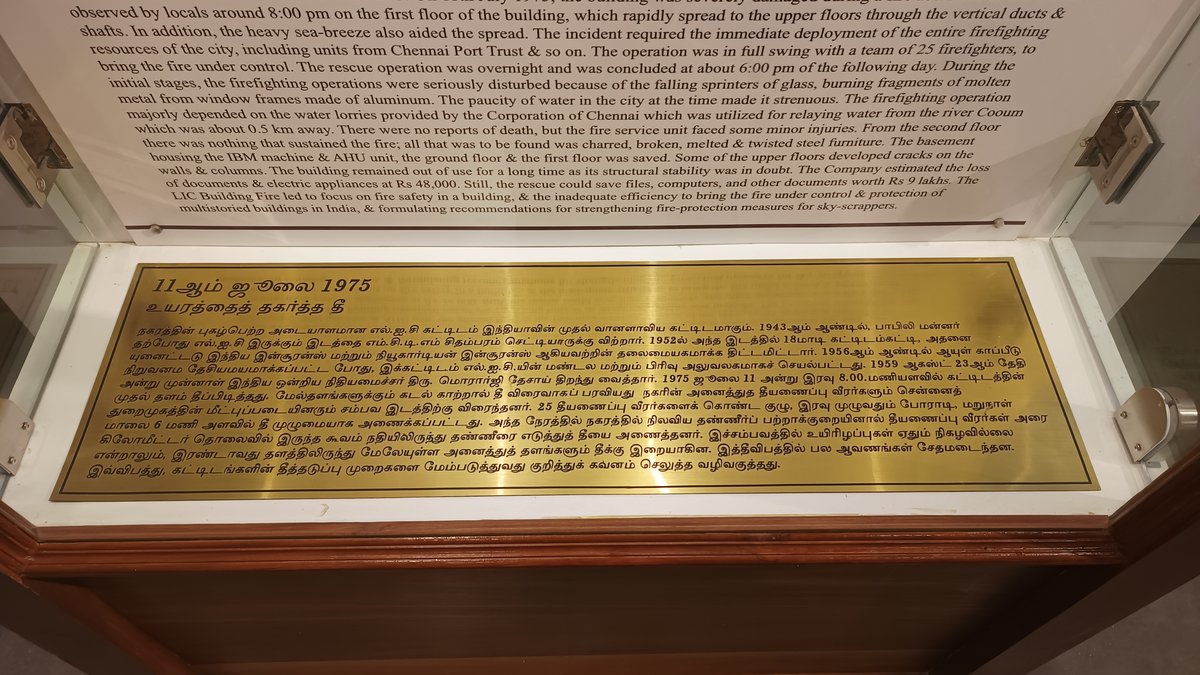 observed by locals around 8:00 pm on the first floor of the building, which rapidly spread to the upper floors through the vertical ducts &
shafts. In addition, the heavy sea-breeze also aided the spread. The incident required the immediate deployment of the entire firefighting
resources of the city, including units from Chennai Port Trust & so on. The operation was in full swing with a team of 25 firefighters, to
bring the fire under control. The rescue operation was overnight and was concluded at about 6:00 pm of the following day. During the
initial stages, the firefighting operations were seriously disturbed because of the falling sprinters of glass, burning fragments of molten
metal from window frames made of aluminum. The paucity of water in the city at the time made it strenuous. The firefighting operation
majorly depended on the water lorries provided by the Corporation of Chennai which was utilized for relaying water from the river Cooum
which was about 0.5 km away. There were no reports of death, but the fire service unit faced some minor injuries. From the second floor
there was nothing that sustained the fire; all that was to be found was charred, broken, melted & twisted steel furniture. The basement
housing the IBM machine & AHU unit, the ground floor & the first floor was saved. Some of the upper floors developed cracks on the
walls & columns. The building remained out of use for a long time as its structural stability was in doubt. The Company estimated the loss
of documents & electric appliances at Rs 48,000. Still, the rescue could save files, computers, and other documents worth Rs 9 lakhs. The
LIC Building Fire led to focus on fire safety in a building, & the inadequate efficiency to bring the fire under control & protection of
multistoried buildings in India, & formulating recommendations for strengthening fire-protection measures for sky-scrappers.
11ஆம் ஜூலை 1975
உயரத்தைத் தகர்த்த தீ
நகரத்தின் புகழ்பெற்ற அடையாளமான எல்.ஐ.சி கட்டிடம் இந்தியாவின் முதல் வானளாவிய கட்டிடமாகும். 1943ஆம் ஆண்டில், பாபிலி மன்னர்
தற்போது எல்.ஐ.சி இருக்கும் இடத்தை எம்.சி.டி.எம் சிதம்பரம் செட்டியாருக்கு விற்றார். 1952ல் அந்த இடத்தில் 18மாடி கட்டிடம்கட்டி, அதனை
யுனைட்டடு இந்திய இன்சூரன்ஸ் மற்றும் நியூகார்டியன் இன்சூரன்ஸ் ஆகியவற்றின் தலைமையகமாக்க திட்டமிட்டார். 1956ஆம் ஆண்டில் ஆயுள் காப்பீடு
நிறுவனம தேசியமயமாக்கப்பட்ட போது, இக்கட்டிடம் எல்.ஐ.சி.யின் மண்டல மற்றும் பிரிவு அலுவலகமாகச் செயல்பட்டது. 1959 ஆகஸ்ட் 23ஆம் தேதி
அன்று முன்னாள் இந்திய ஒன்றிய நிதியமைச்சர் திரு. மொரார்ஜி தேசாய் திறந்து வைத்தார். 1975 ஜூலை 11 அன்று இரவு 8.00.மணியளவில் கட்டிடத்தின்
முதல் தளம் தீப்பிடித்தது. மேல்தளங்களுக்கும் கடல் காற்றால் தீ விரைவாகப் பரவியது நகரின் அனைத்துத தீயணைப்பு வீரர்களும் சென்னைத்
துறைமுகத்தின் மீட்புப்படையினரும் சம்பவ இடத்திற்கு விரைந்தனர். 25 தீயணைப்பு வீரர்களைக் கொண்ட குழு, இரவு முழுவதும் போராடி, மறுநாள்
மாலை 6 மணி அளவில் தீ முழுமையாக அணைக்கப்பட்டது. அந்த நேரத்தில் நகரத்தில் நிலவிய தண்ணீர்ப் பற்றாக்குறையினால் தீயணைப்பு வீரர்கள் அரை
கிலோமீட்டர் தொலைவில் இருந்த கூவம் நதியிலிருந்து தண்ணீரை எடுத்துத் தீயை அணைத்தனர். இச்சம்பவத்தில் உயிரிழப்புகள் ஏதும் நிகழவில்லை
என்றாலும், இரண்டாவது தளத்திலிருந்து மேலேயுள்ள அனைத்துத் தளங்களும் தீக்கு இறையாகின. இத்தீவிபத்தில் பல ஆவணங்கள் சேதமடைந்தன.
இவ்விபத்து, கட்டிடங்களின் தீத்தடுப்பு முறைகளை மேம்படுத்துவது குறித்துக் கவனம் செலுத்த வழிவகுத்தது.